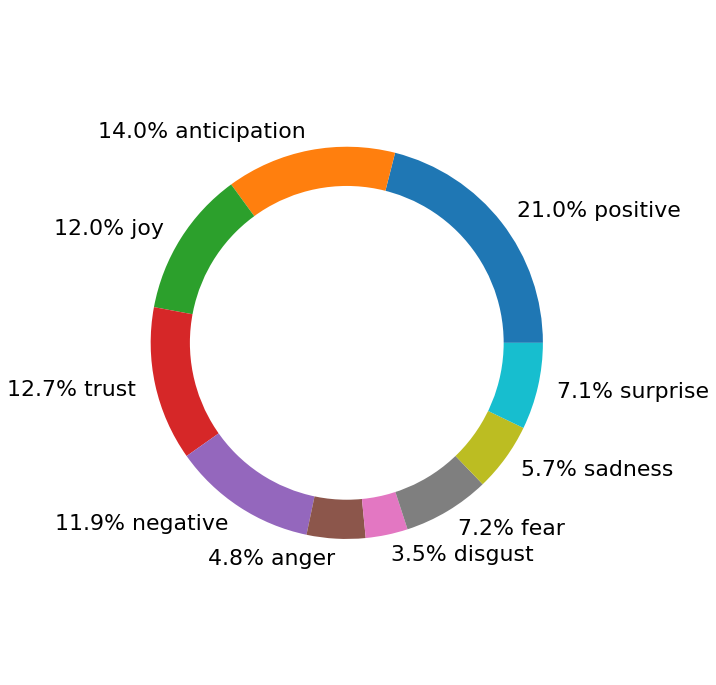 14.0% anticipation
21.0% positive
12.0% joy
12.7% trust
7.1% surprise
5.7% sadness
11.9% negative
7.2% fear
4.8% anger
3.5% disgust